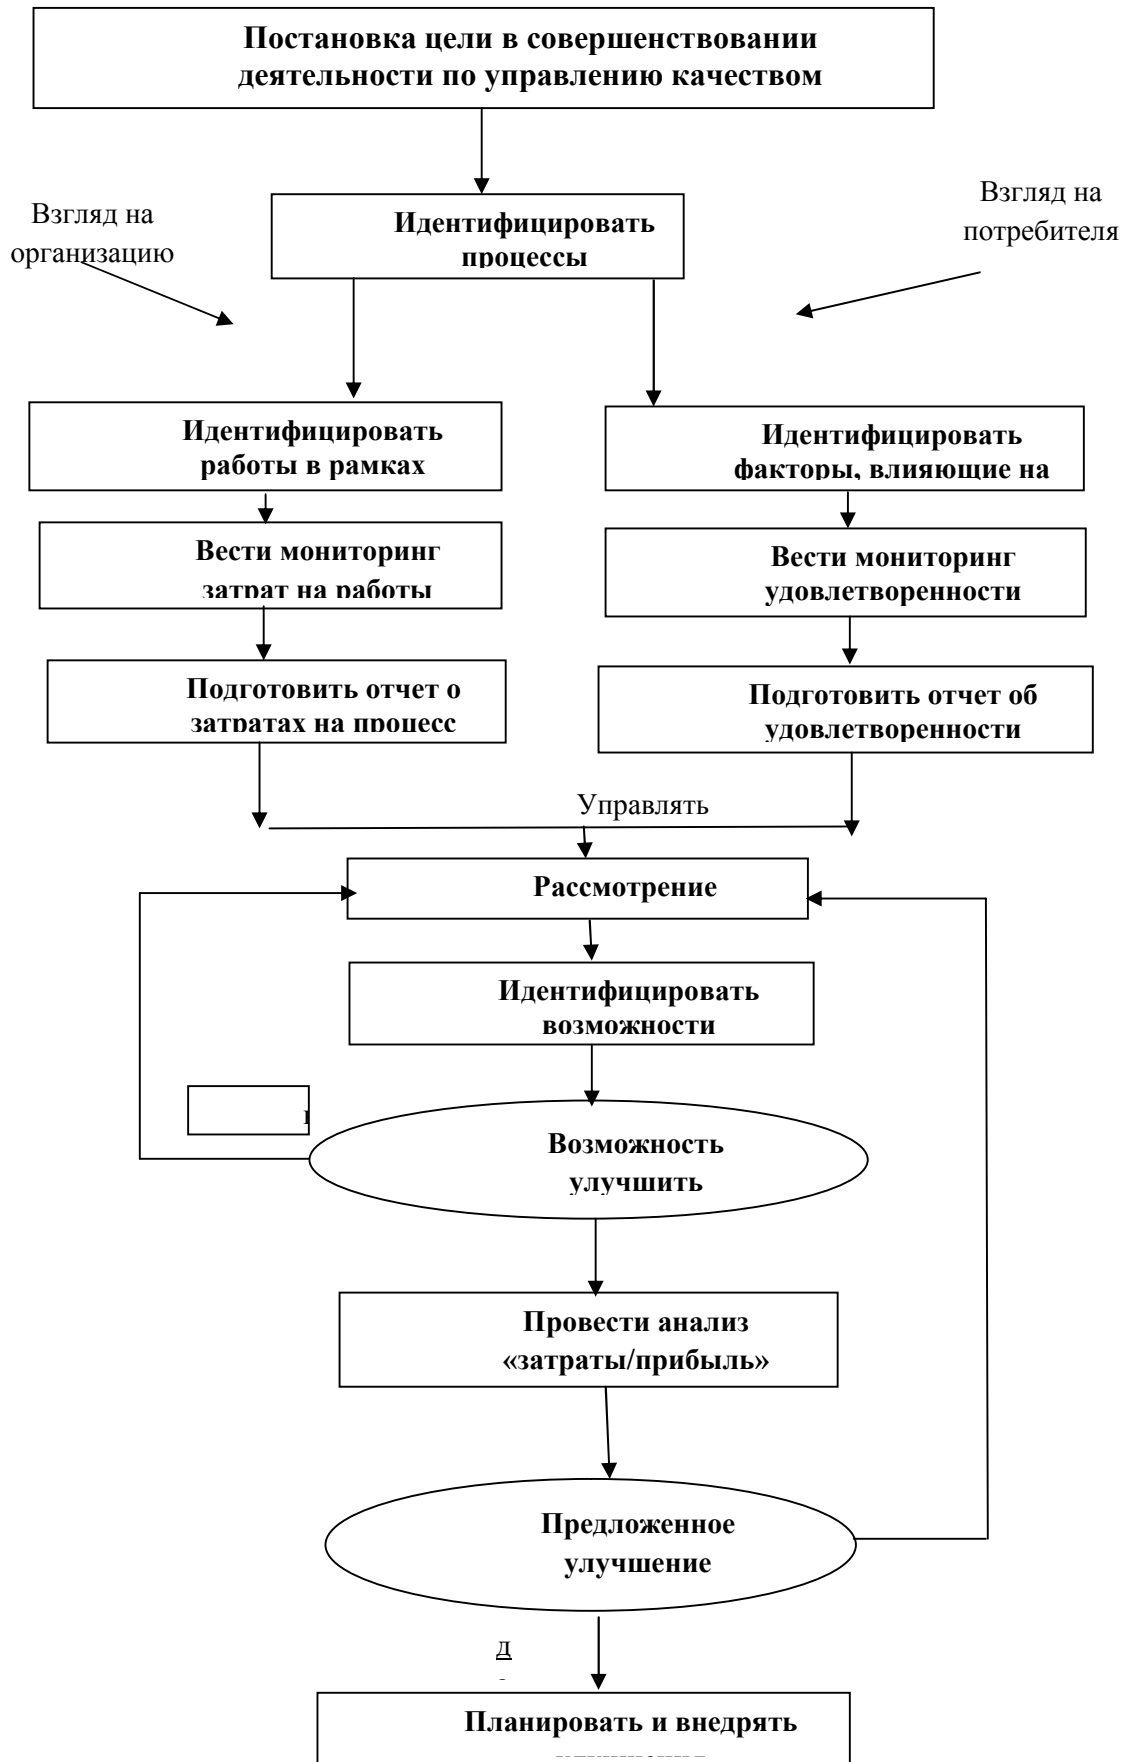 Постановка цели в совершенствовании
деятельности по управлению качеством
Взгляд на
организацию
Идентифицировать
процессы
Взгляд на
потребителя
Идентифицировать
работы в рамках
Идентифицировать
факторы, влияющие на
Вести мониторинг
затрат на работы
Вести мониторинг
удовлетворенности
Подготовить отчет о
затратах на процесс
Подготовить отчет об
удовлетворенности
Управлять
Рассмотрение
Идентифицировать
возможности
Возможность
улучшить
Провести анализ
«затраты/прибыль»
Предложенное
улучшение
д
Планировать и внедрять